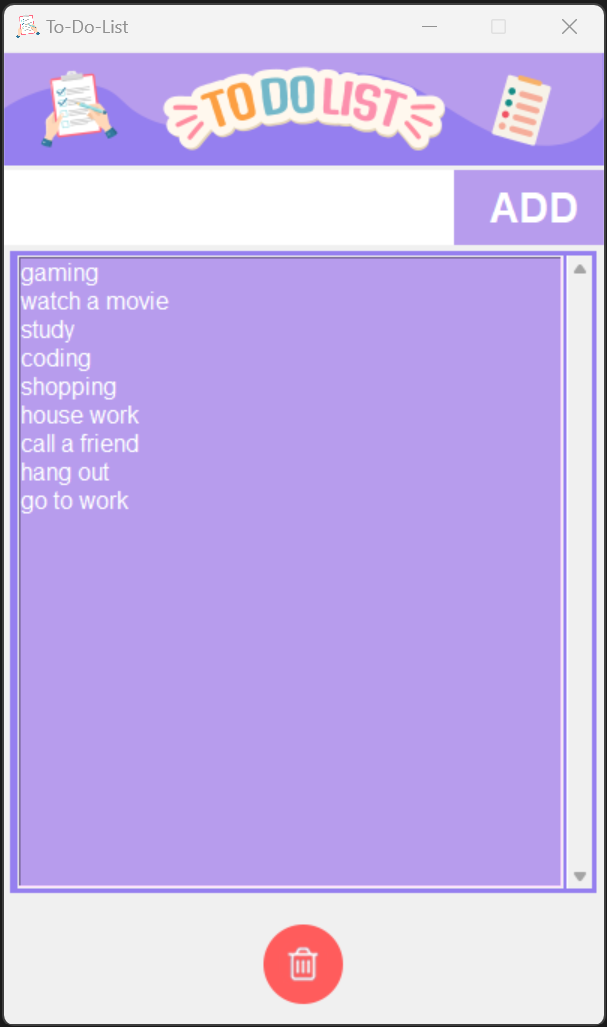 To-Do-List
TO DO LIST
ADD
gaming
watch a movie
study
coding
shopping
house work
call a friend
hang out
go to work